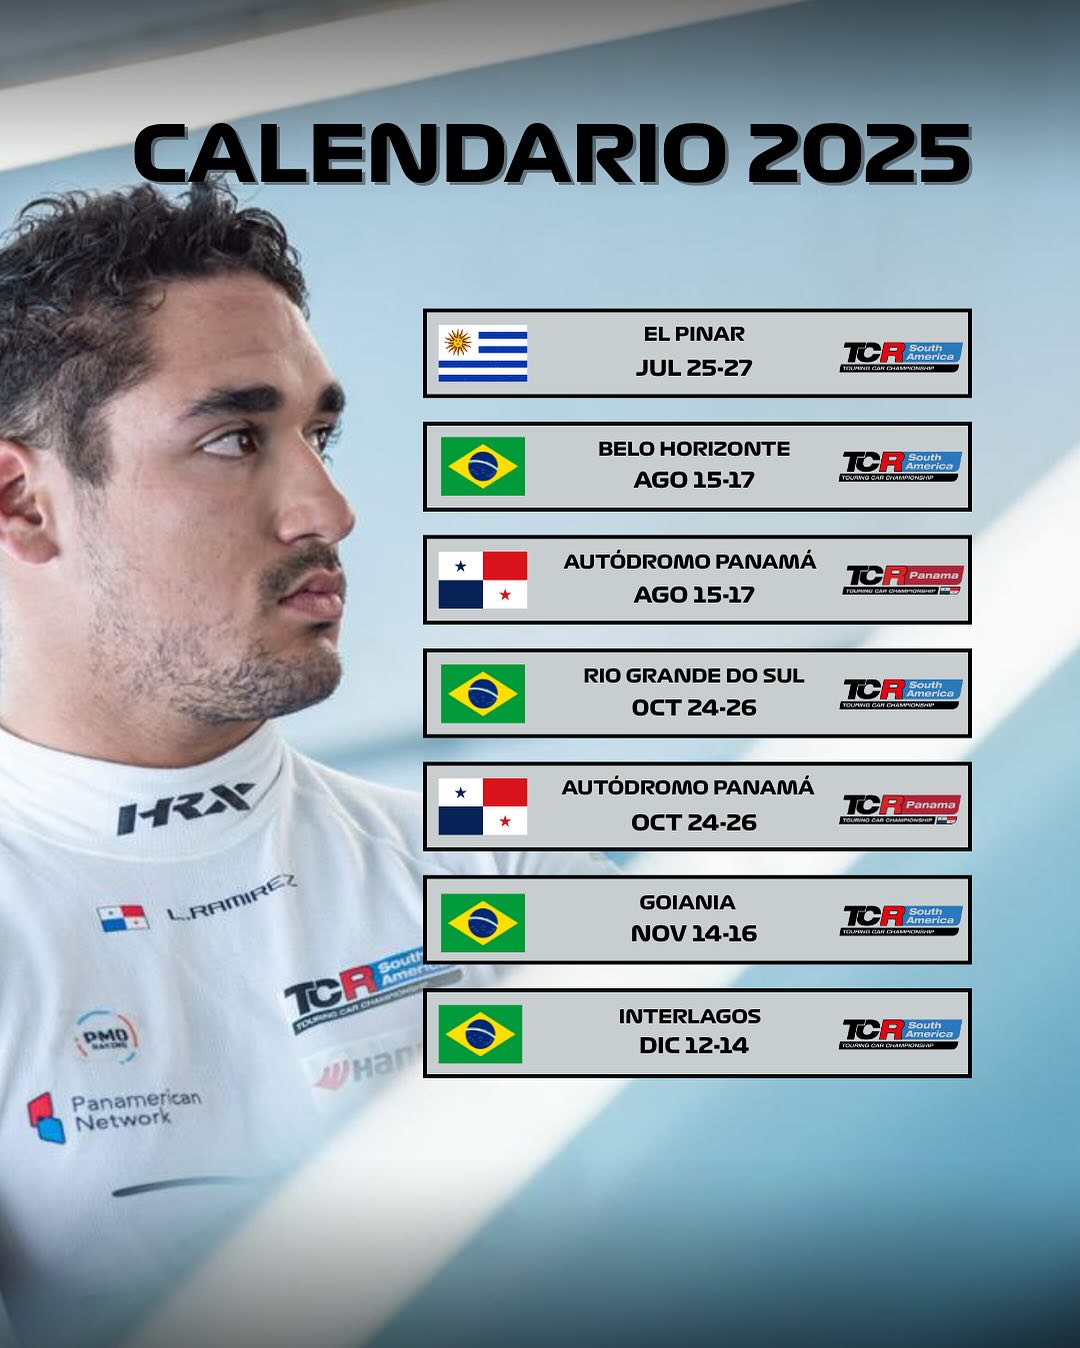 CALENDARIO 2025
EL PINAR
JUL 25-27
TCR South America
TOURING CAR CHAMPIONSHIP
BELO HORIZONTE
AGO 15-17
TCR South America
TOURING CAR CHAMPIONSHIP
AUTÓDROMO PANAMÁ
AGO 15-17
TCR Panama
TOURING CAR CHAMPIONSHIP
RIO GRANDE DO SUL
OCT 24-26
TCR South America
TOURING CAR CHAMPIONSHIP
AUTÓDROMO PANAMÁ
OCT 24-26
TCR Panama
TOURING CAR CHAMPIONSHIP
GOIANIA
NOV 14-16
TCR South America
TOURING CAR CHAMPIONSHIP
INTERLAGOS
DIC 12-14
TCR South America
TOURING CAR CHAMPIONSHIP
HRX
L.RAMIREZ
TCR South America
TOURING CAR CHAMPIONSHIP
PMO
RACING
Panamerican
Network